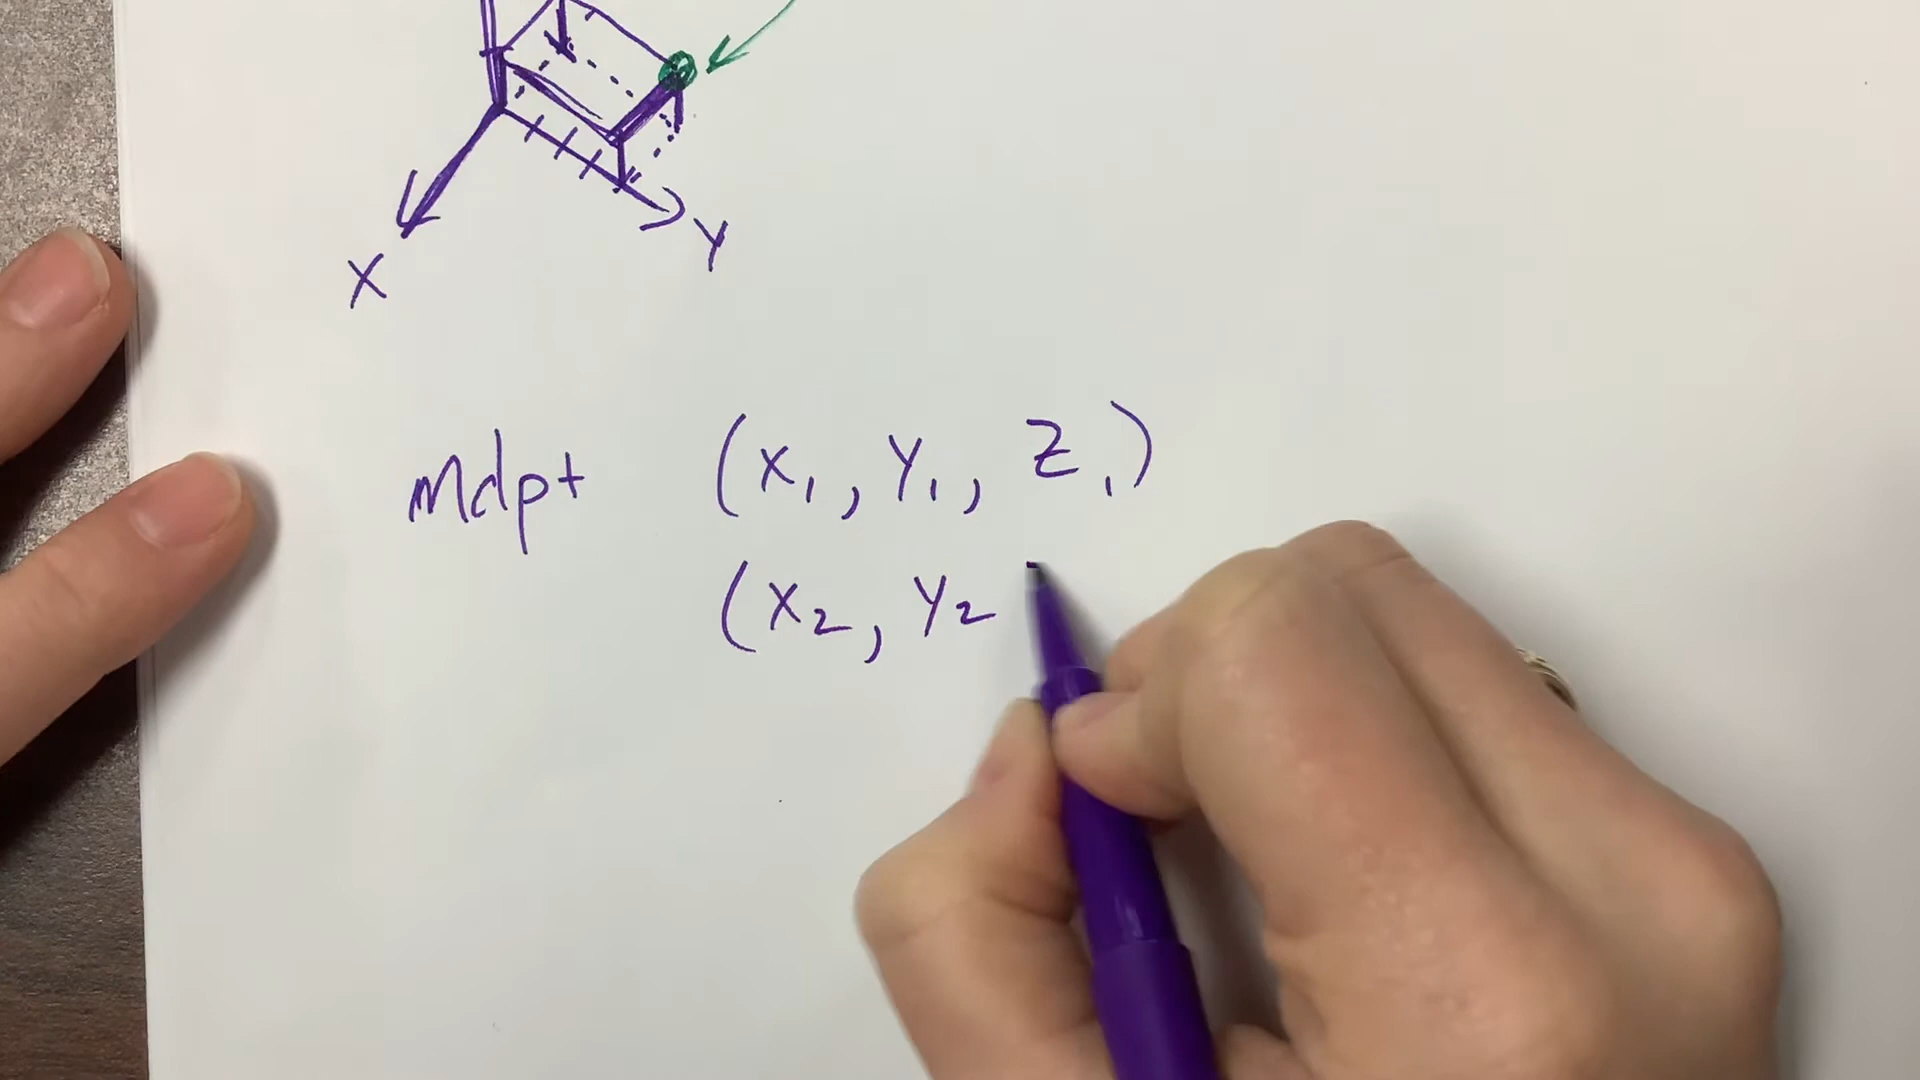 Y
X
Mdpt (X₁, Y₁, Z₁)
(X₂, Y₂